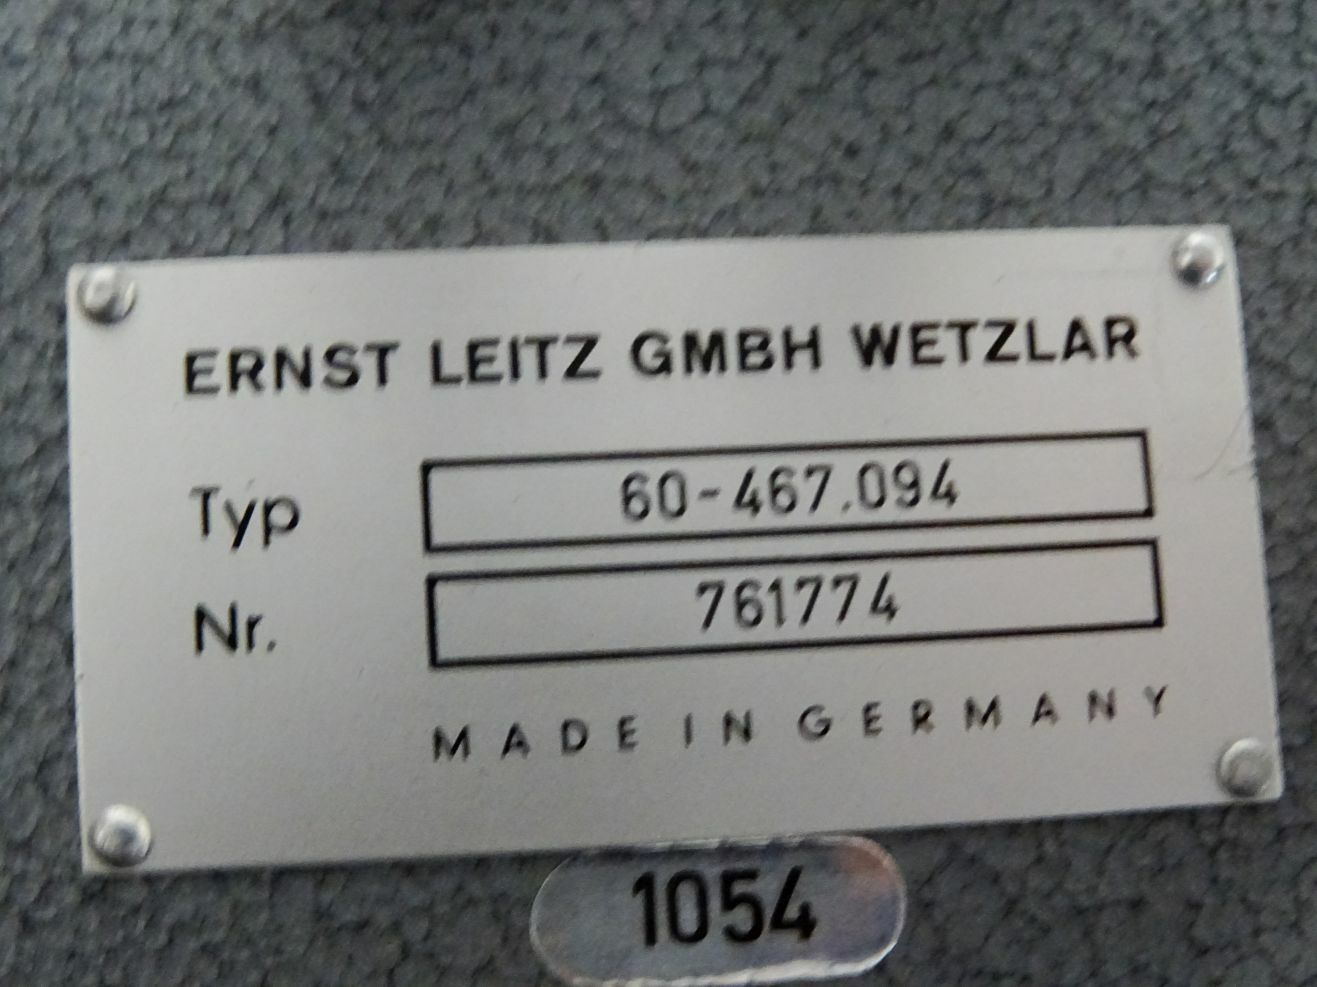 ERNST LEITZ GMBH WETZLAR
Typ 60-467.094
Nr. 761774
MADE IN GERMANY
1054